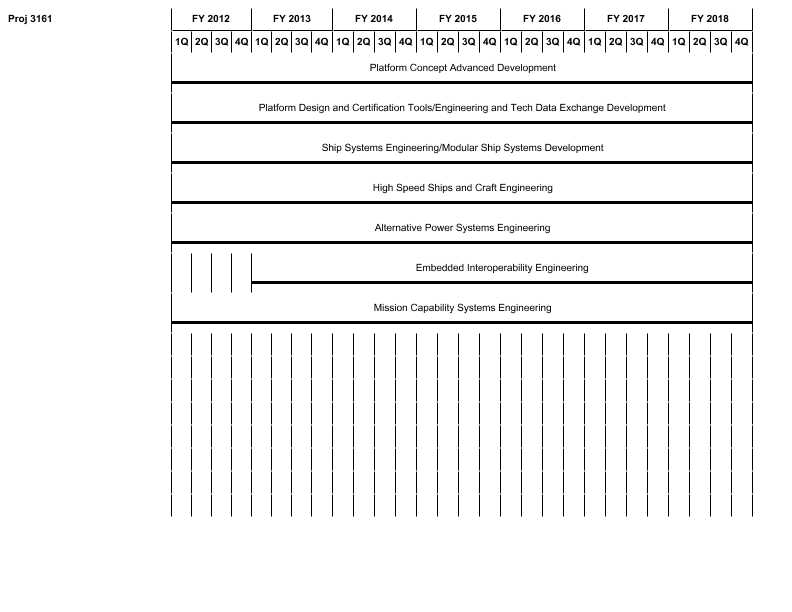 Proj 3161 FY 2012 FY 2013 FY 2014 FY 2015 FY 2016 FY 2017 FY 2018
1Q 2Q 3Q 4Q 1Q 2Q 3Q 4Q 1Q 2Q 3Q 4Q 1Q 2Q 3Q 4Q 1Q 2Q 3Q 4Q 1Q 2Q 3Q 4Q 1Q 2Q 3Q 4Q
Platform Concept Advanced Development
Platform Design and Certification Tools/Engineering and Tech Data Exchange Development
Ship Systems Engineering/Modular Ship Systems Development
High Speed Ships and Craft Engineering
Alternative Power Systems Engineering
Embedded Interoperability Engineering
Mission Capability Systems Engineering